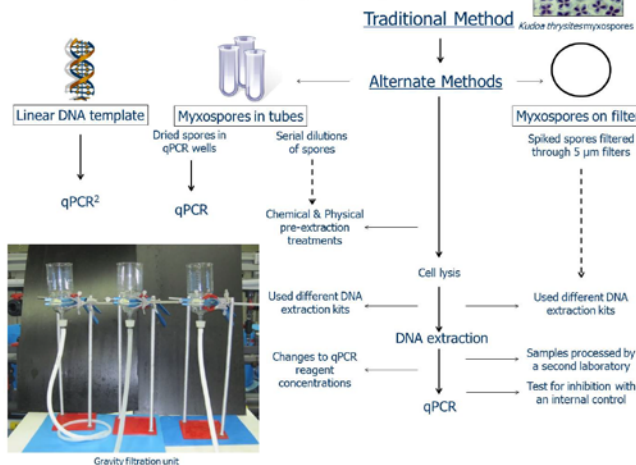 Traditional Method
Kudoa thrysites myxospores
Alternate Methods
Linear DNA template
Myxospores in tubes
Myxospores on filte
Dried spores in
qPCR wells
Serial dilutions
of spores
Spiked spores filtered
through 5 µm filters
qPCR²
qPCR
Chemical & Physical
pre-extraction
treatments
Cell lysis
Used different DNA
extraction kits
Used different DNA
extraction kits
DNA extraction
Changes to qPCR
reagent
concentrations
Samples processed by
a second laboratory
qPCR
Test for inhibition with
an internal control
Gravity filtration unit